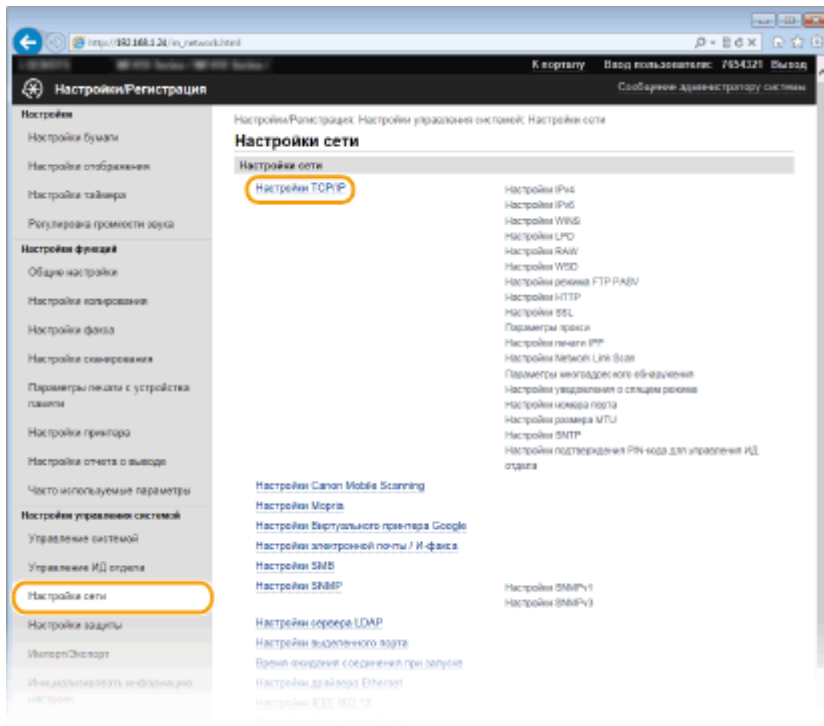 http://192.168.1.24/m_network.html
К порталу Ввод пользователя: 7654321 Выход
Настройки/Регистрация
Сообщение администратору системы
Настройки
Настройки бумаги
Настройки отображения
Настройки таймера
Регулировка громкости звука
Настройки функций
Общие настройки
Настройки копирования
Настройки факса
Настройки сканирования
Параметры печати с устройства
памяти
Настройки принтера
Настройки отчета о выводе
Часто используемые параметры
Настройки управления системой
Управление системой
Управление ИД отдела
Настройки сети
Настройки защиты
Импорт/Экспорт
Инициализировать информацию
настроек
Настройки/Регистрация: Настройки управления системой: Настройки сети
Настройки сети
Настройки сети
Настройки TCP/IP
Настройки IPv4
Настройки IPv6
Настройки WINS
Настройки LPD
Настройки RAW
Настройки WSD
Настройки режима FTP PASV
Настройки HTTP
Настройки SSL
Параметры прокси
Настройки печати IPP
Настройки Network Link Scan
Параметры многоадресного обнаружения
Настройки уведомления о спящем режиме
Настройки номера порта
Настройки размера MTU
Настройки SNTP
Настройки подтверждения PIN-кода для управления ИД
отдела
Настройки Canon Mobile Scanning
Настройки Mopria
Настройки Виртуального принтера Google
Настройки электронной почты / И-факса
Настройки SMB
Настройки SNMP
Настройки SNMPv1
Настройки SNMPv3
Настройки сервера LDAP
Настройки выделенного порта
Время ожидания соединения при запуске
Настройки драйвера Ethernet
Настройки IEEE 802.1X